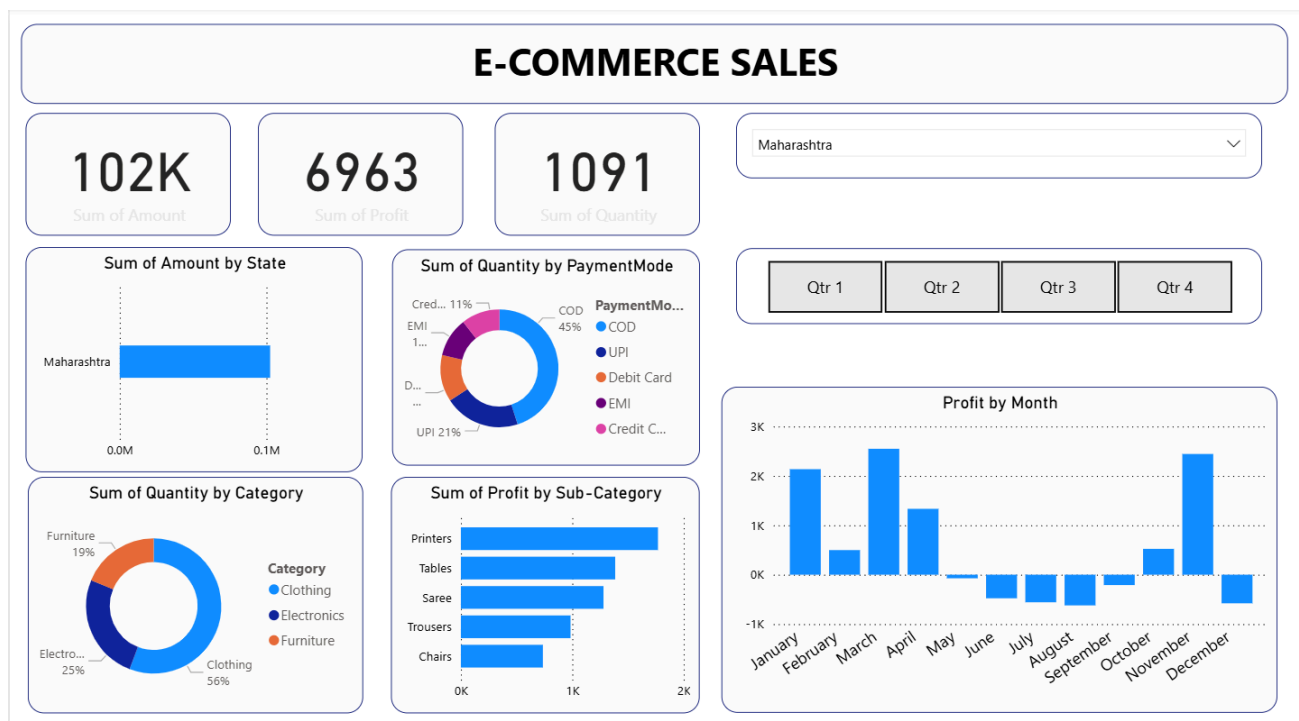 E-COMMERCE SALES
102K
Sum of Amount
6963
Sum of Profit
1091
Sum of Quantity
Maharashtra
Qtr 1
Qtr 2
Qtr 3
Qtr 4
Sum of Amount by State
Maharashtra
0.0M
0.1M
Sum of Quantity by PaymentMode
Cred... 11%
EMI
1...
D...
...
UPI 21%
COD
45%
PaymentMo...
COD
UPI
Debit Card
EMI
Credit C...
Sum of Quantity by Category
Furniture
19%
Electro...
25%
Clothing
56%
Category
Clothing
Electronics
Furniture
Sum of Profit by Sub-Category
Printers
Tables
Saree
Trousers
Chairs
0K
1K
2K
Profit by Month
3K
2K
1K
0K
-1K
January
February
March
April
May
June
July
August
September
October
November
December